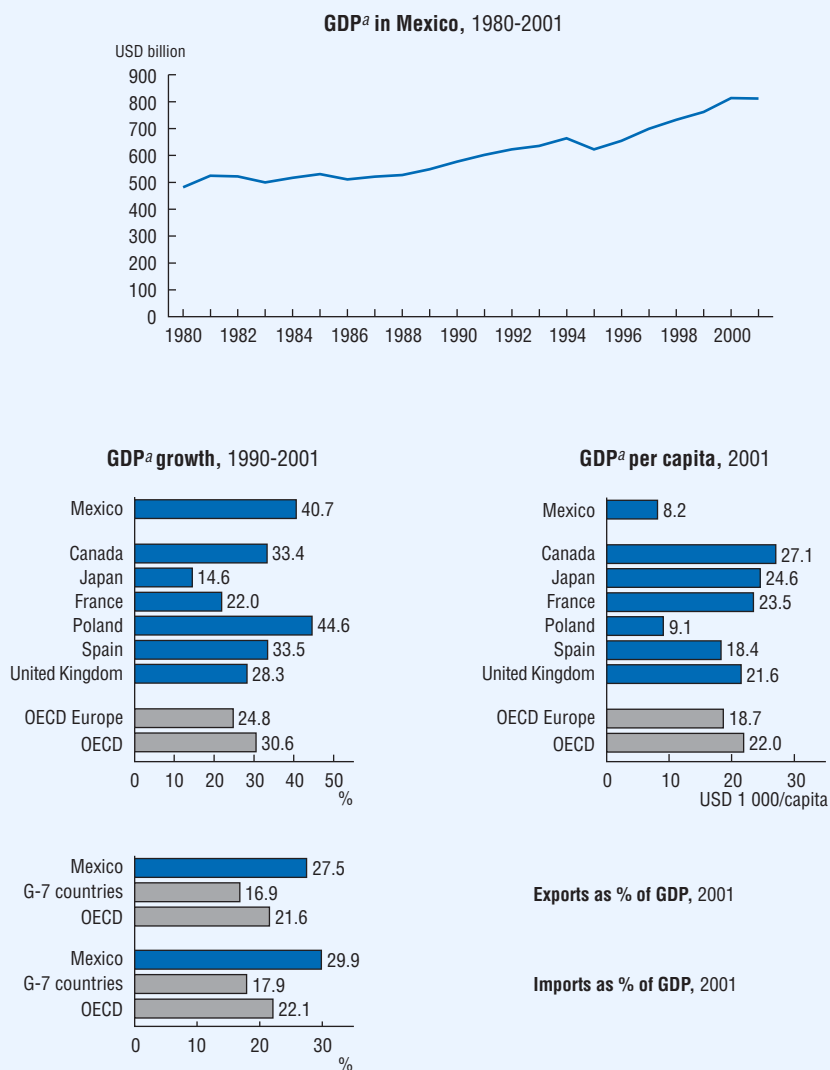 GDPa in Mexico, 1980-2001
USD billion
900
800
700
600
500
400
300
200
100
0
1980 1982 1984 1986 1988 1990 1992 1994 1996 1998 2000
GDPa growth, 1990-2001
Mexico 40.7
Canada 33.4
Japan 14.6
France 22.0
Poland 44.6
Spain 33.5
United Kingdom 28.3
OECD Europe 24.8
OECD 30.6
0 10 20 30 40 50
%
GDPa per capita, 2001
Mexico 8.2
Canada 27.1
Japan 24.6
France 23.5
Poland 9.1
Spain 18.4
United Kingdom 21.6
OECD Europe 18.7
OECD 22.0
0 10 20 30
USD 1 000/capita
Exports as % of GDP, 2001
Mexico 27.5
G-7 countries 16.9
OECD 21.6
Imports as % of GDP, 2001
Mexico 29.9
G-7 countries 17.9
OECD 22.1
0 10 20 30
%